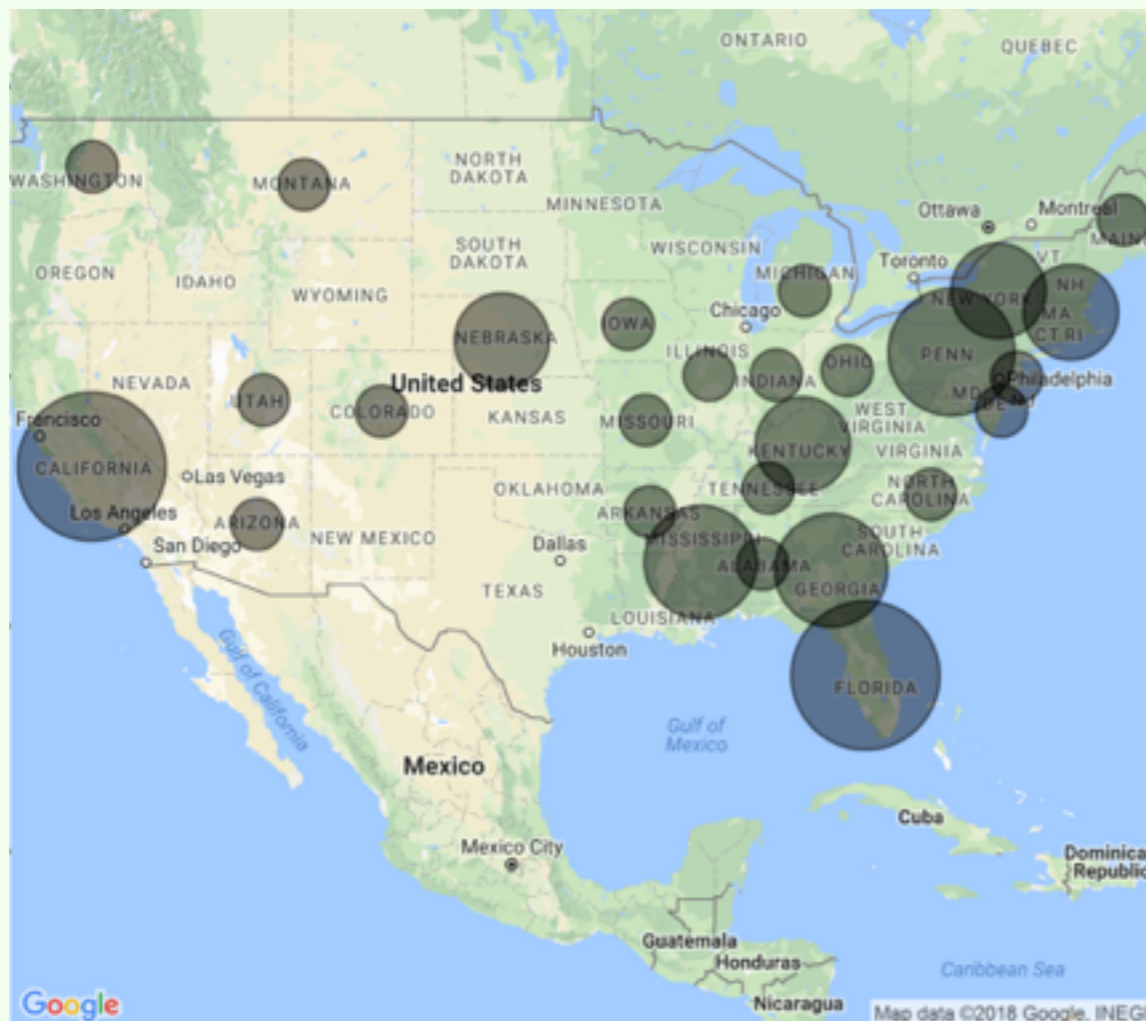 ONTARIO
QUEBEC
WASHINGTON
MONTANA
NORTH
DAKOTA
MINNESOTA
Ottawa
Montreal
MAIN
OREGON
IDAHO
SOUTH
DAKOTA
WISCONSIN
MICHIGAN
Toronto
VT
NH
WYOMING
NEW YORK
MA
CT RI
NEBRASKA
IOWA
Chicago
ILLINOIS
INDIANA
OHIO
PENN
Philadelphia
MD
DE
NJ
NEVADA
UTAH
United States
COLORADO
KANSAS
MISSOURI
WEST
VIRGINIA
KENTUCKY
VIRGINIA
Francisco
CALIFORNIA
Las Vegas
OKLAHOMA
TENNESSEE
NORTH
CAROLINA
Los Angeles
ARIZONA
NEW MEXICO
ARKANSAS
MISSISSIPPI
SOUTH
CAROLINA
San Diego
Dallas
ALABAMA
TEXAS
GEORGIA
LOUISIANA
Houston
Gulf of California
FLORIDA
Gulf of
Mexico
Mexico
Cuba
Mexico City
Dominica
Republic
Guatemala
Honduras
Caribbean Sea
Nicaragua
Google
Map data ©2018 Google, INEGI